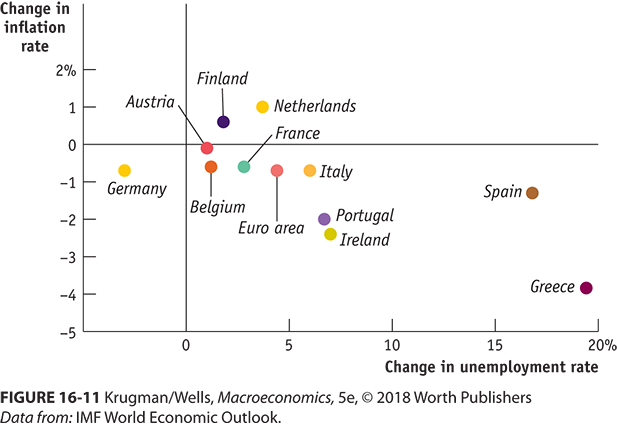 Change in
inflation
rate
2%
1
0
−1
−2
−3
−4
−5
Finland
Austria
Netherlands
France
Germany
Belgium
Euro area
Italy
Portugal
Ireland
Spain
Greece
0
5
10
15
20%
Change in unemployment rate
FIGURE 16-11 Krugman/Wells, Macroeconomics, 5e, © 2018 Worth Publishers
Data from: IMF World Economic Outlook.